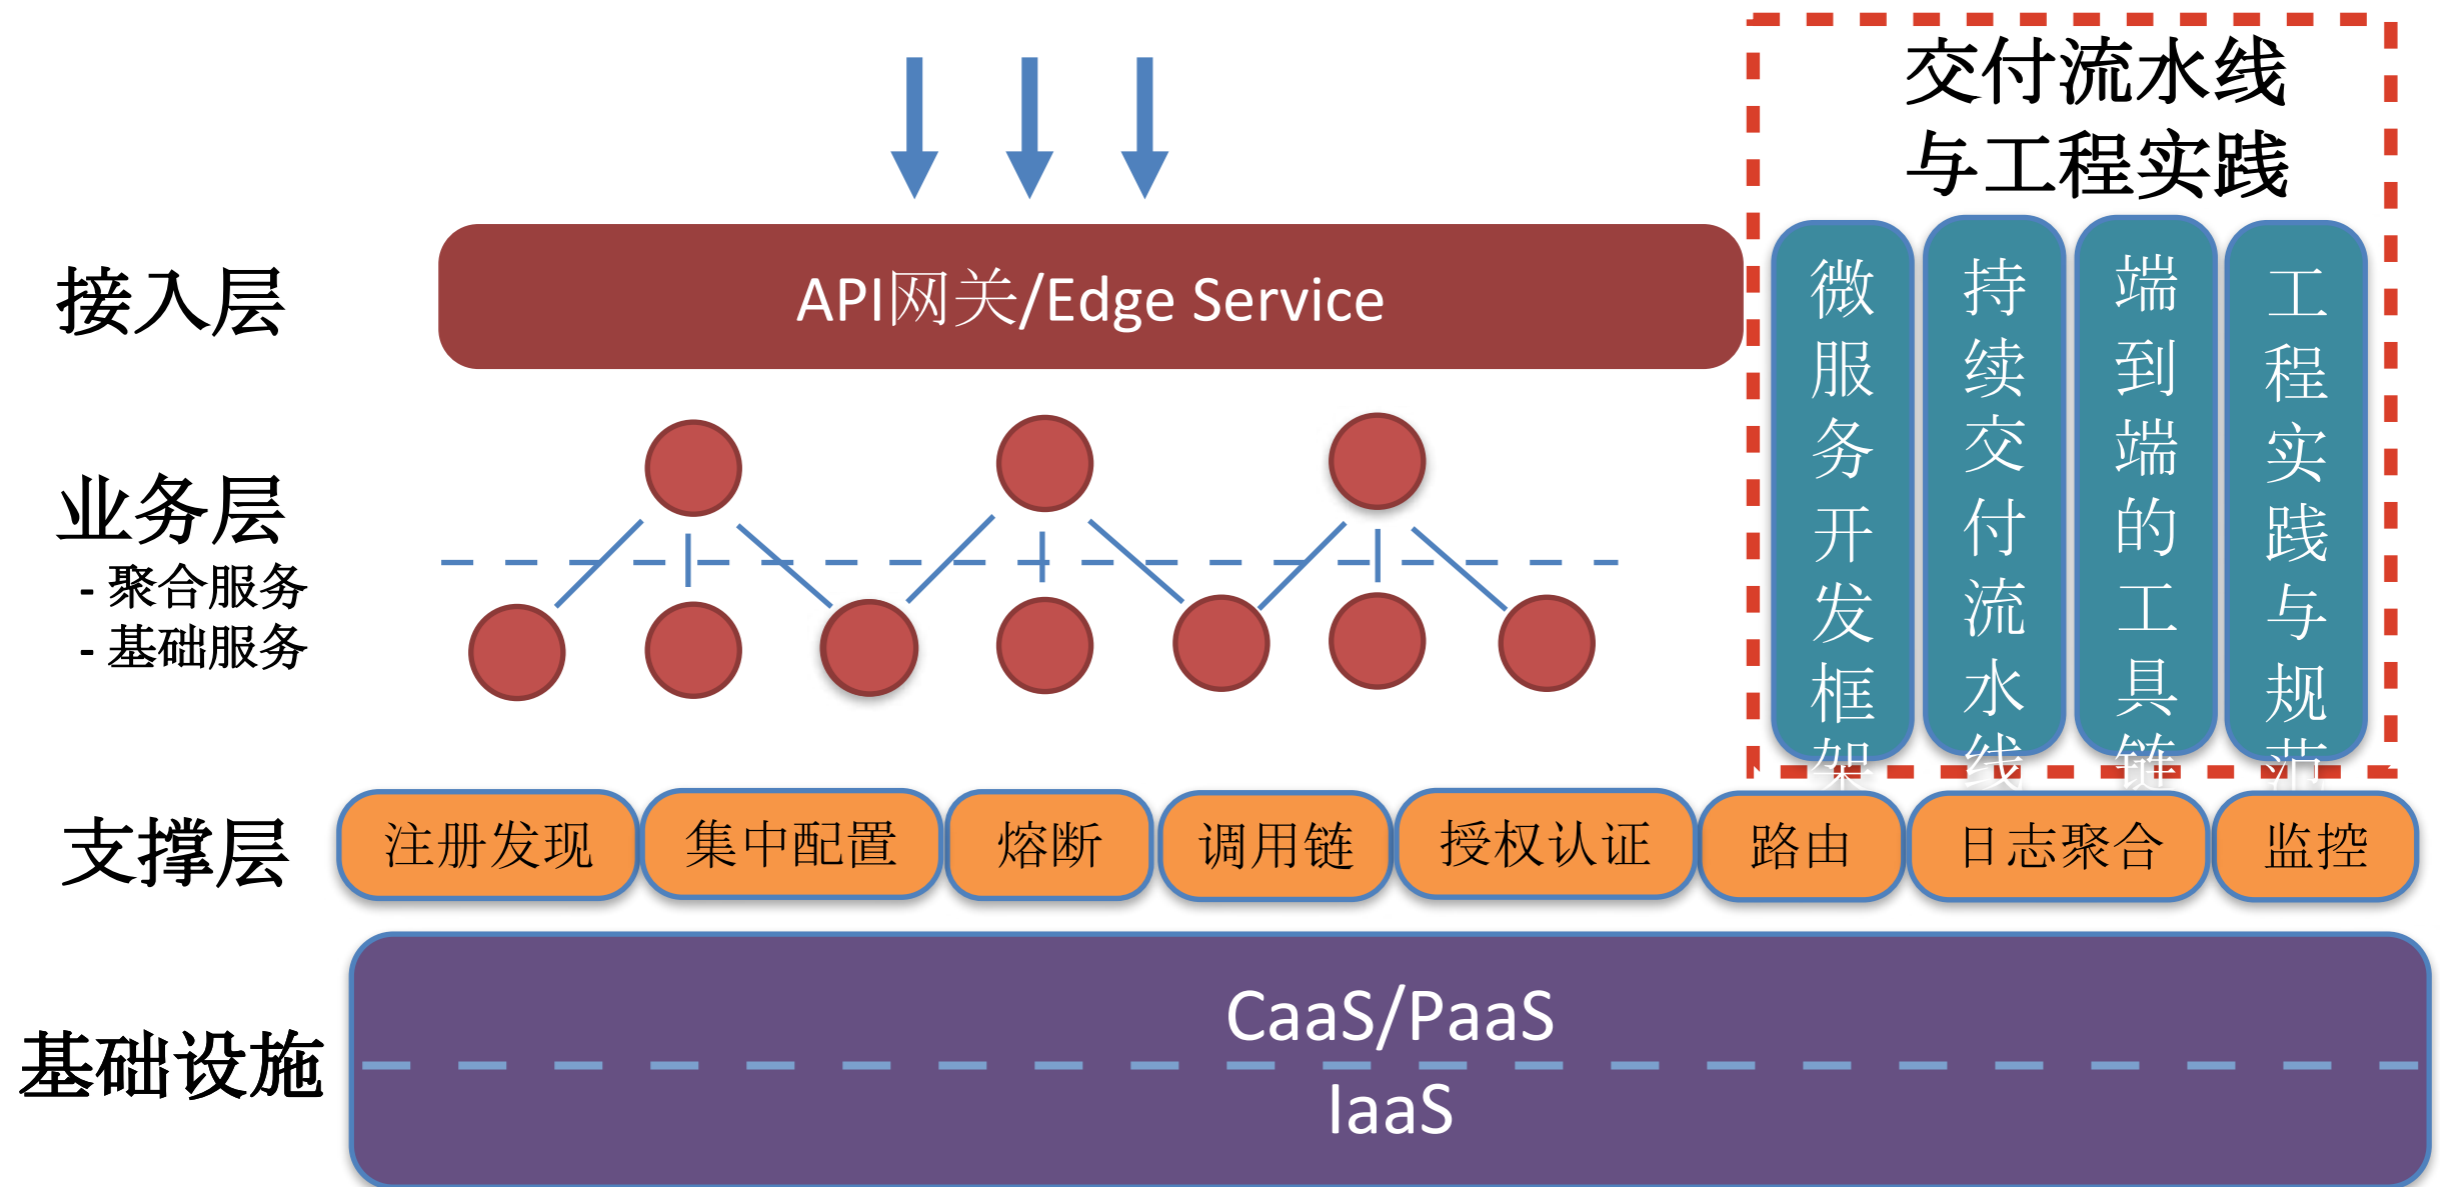 交付流水线
与工程实践
接入层
API网关/Edge Service
微服务开发框架
持续交付流水线
端到端的工具链
工程实践与规范
业务层
- 聚合服务
- 基础服务
支撑层
注册发现
集中配置
熔断
调用链
授权认证
路由
日志聚合
监控
基础设施
CaaS/PaaS
IaaS